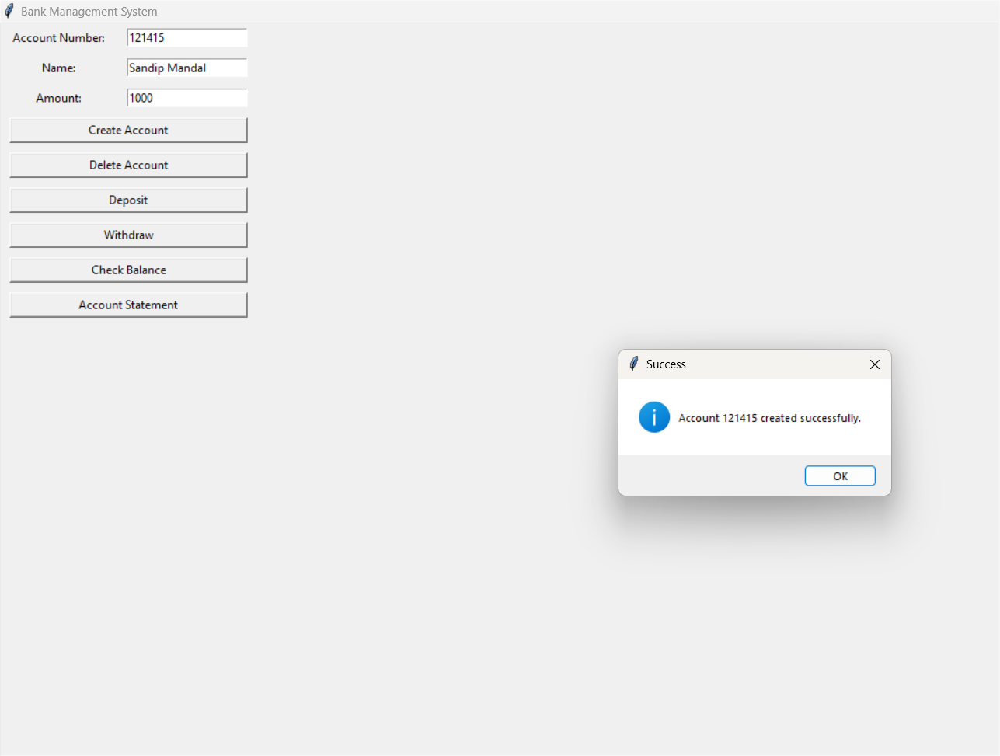 Bank Management System
Account Number: 121415
Name: Sandip Mandal
Amount: 1000
Create Account
Delete Account
Deposit
Withdraw
Check Balance
Account Statement
Success
Account 121415 created successfully.
OK